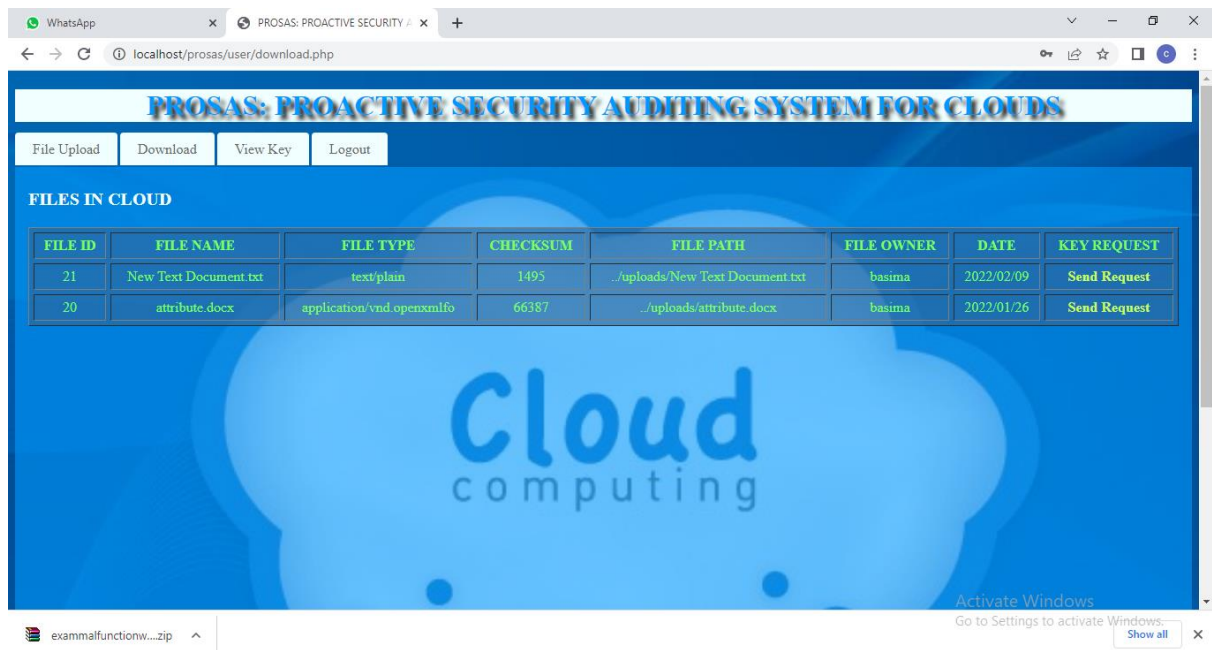 WhatsApp
PROSAS: PROACTIVE SECURITY A
localhost/prosas/user/download.php
C
PROSAS: PROACTIVE SECURITY AUDITING SYSTEM FOR CLOUDS
File Upload Download View Key Logout
FILES IN CLOUD
FILE ID FILE NAME FILE TYPE CHECKSUM FILE PATH FILE OWNER DATE KEY REQUEST
21 New Text Document.txt text/plain 1495 ../uploads/New Text Document.txt basima 2022/02/09 Send Request
20 attribute.docx application/vnd.openxmlfo 66387 ../uploads/attribute.docx basima 2022/01/26 Send Request
Cloud
computing
Activate Windows
Go to Settings to activate Windows.
exammalfunctionw....zip
Show all